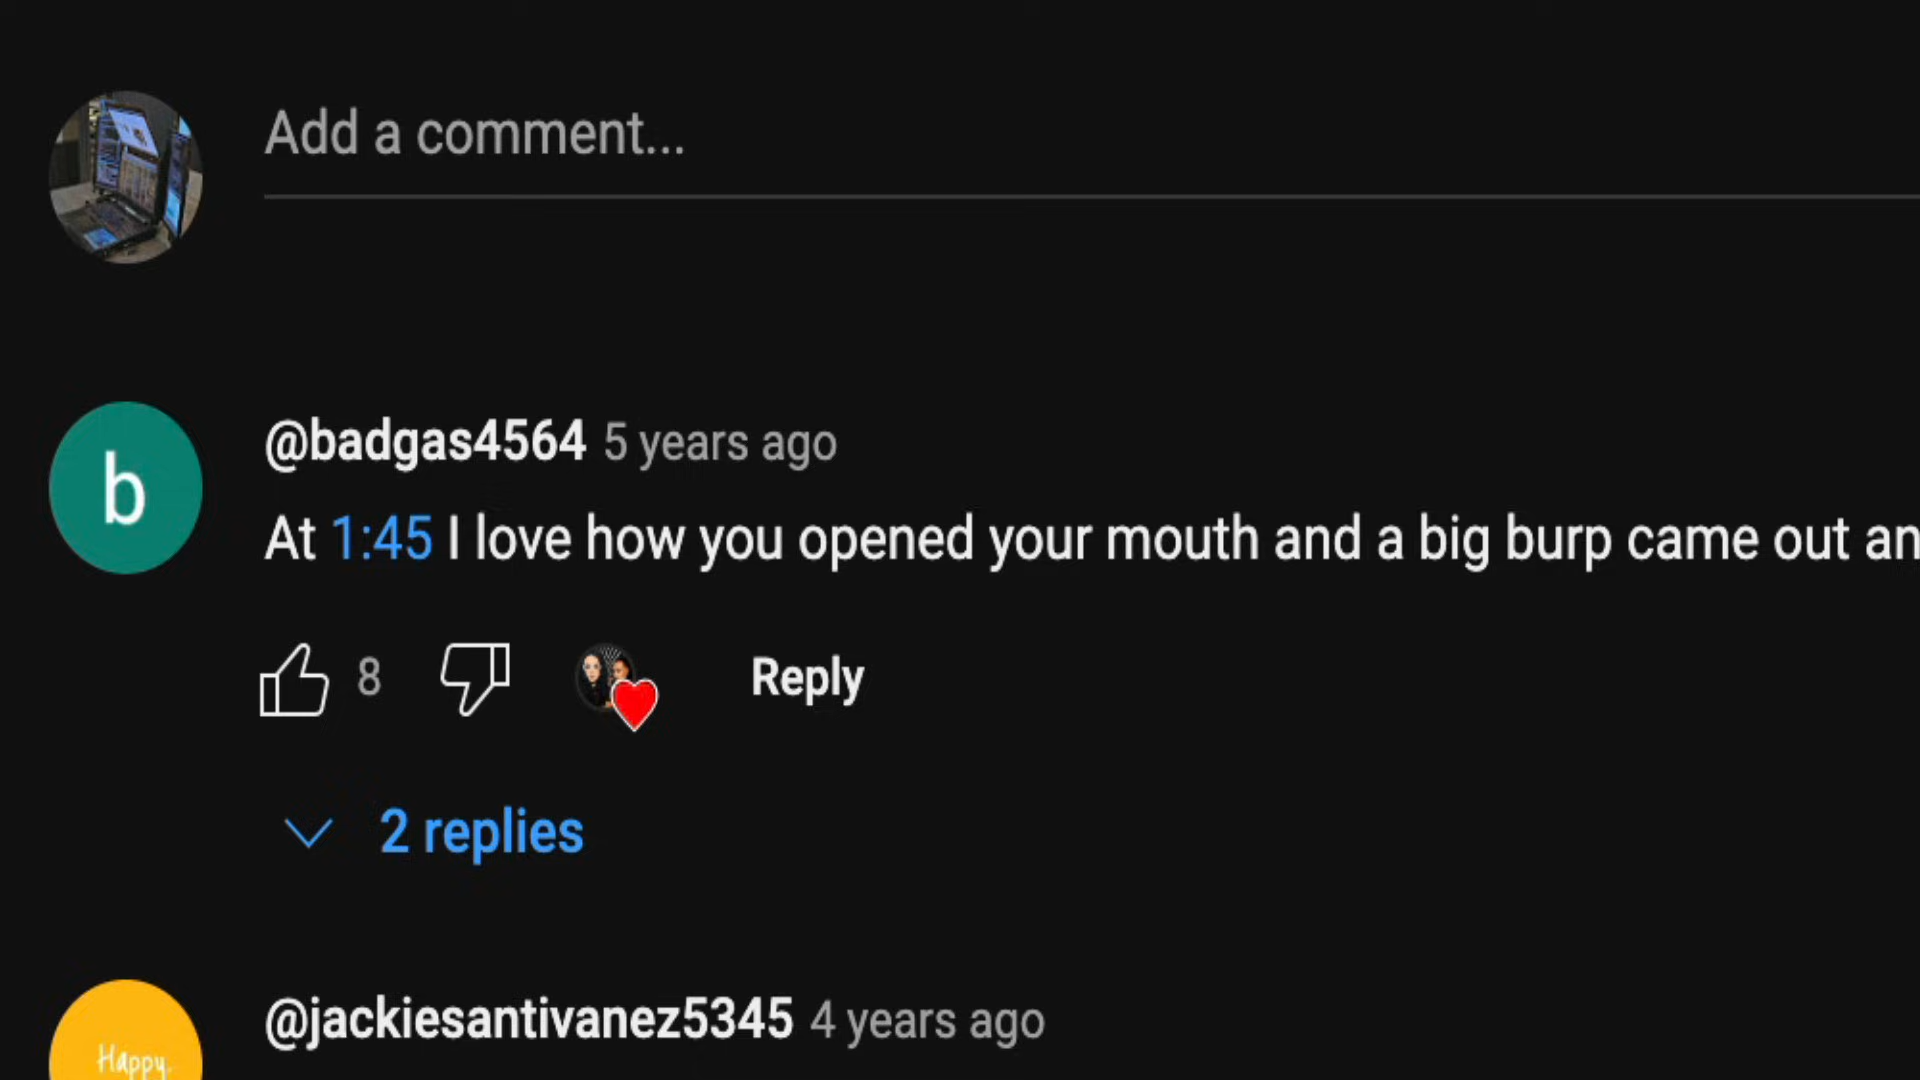 Add a comment...
b
@badgas4564 5 years ago
At 1:45 I love how you opened your mouth and a big burp came out an
8
Reply
2 replies
@jackiesantivanez5345 4 years ago
Happy